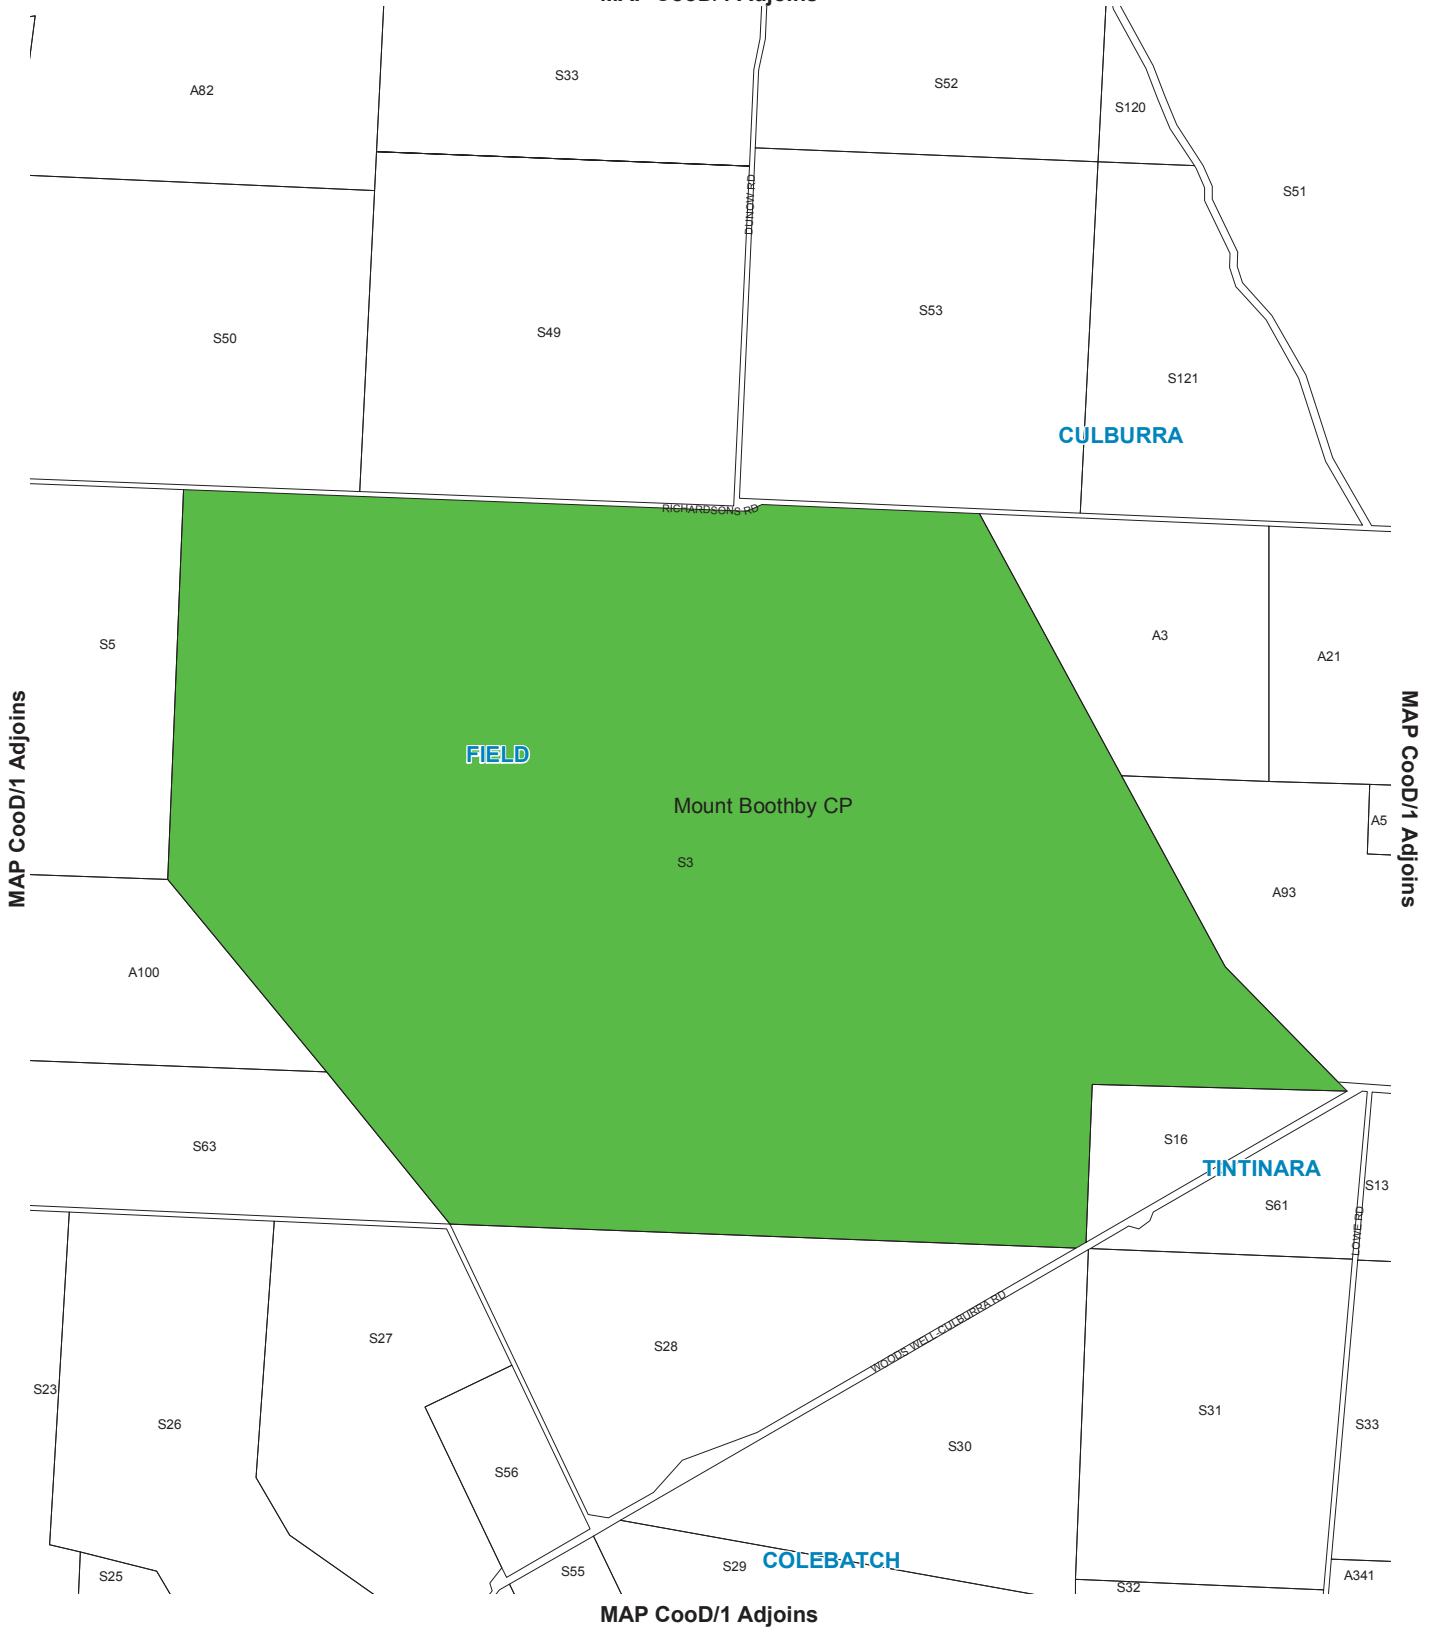 S33
S52
A82
S120
DUNOW RD
S51
S53
S49
S50
S121
CULBURRA
RICHARDSONS RD
A3
S5
A21
MAP CooD/1 Adjoins
MAP CooD/1 Adjoins
FIELD
Mount Boothby CP
A5
S3
A93
A100
S16
S63
TINTINARA
S13
S61
LOWE RD
WOODS WELL-CULBURRA RD
S27
S28
S23
S31
S26
S33
S30
S56
COLEBATCH
S29
S55
S25
A341
S32
MAP CooD/1 Adjoins